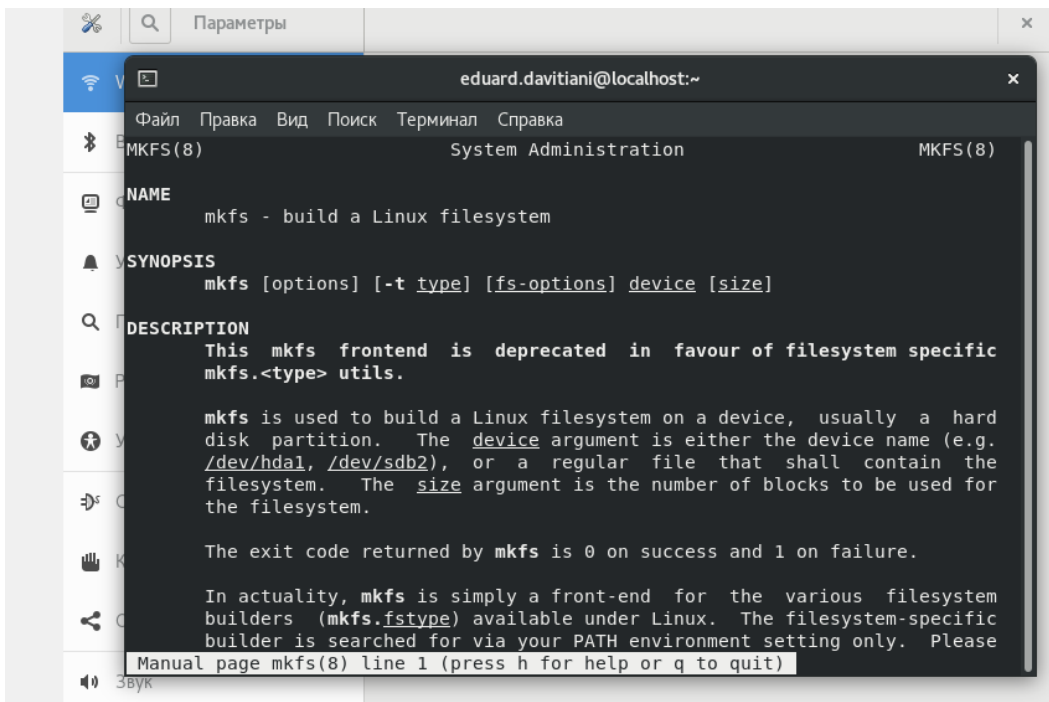 Параметры
eduard.davitiani@localhost:~
Файл Правка Вид Поиск Терминал Справка
MKFS(8) System Administration MKFS(8)
NAME
mkfs - build a Linux filesystem
SYNOPSIS
mkfs [options] [-t type] [fs-options] device [size]
DESCRIPTION
This mkfs frontend is deprecated in favour of filesystem specific
mkfs.<type> utils.
mkfs is used to build a Linux filesystem on a device, usually a hard
disk partition. The device argument is either the device name (e.g.
/dev/hda1, /dev/sdb2), or a regular file that shall contain the
filesystem. The size argument is the number of blocks to be used for
the filesystem.
The exit code returned by mkfs is 0 on success and 1 on failure.
In actuality, mkfs is simply a front-end for the various filesystem
builders (mkfs.fstype) available under Linux. The filesystem-specific
builder is searched for via your PATH environment setting only. Please
Manual page mkfs(8) line 1 (press h for help or q to quit)
Звук